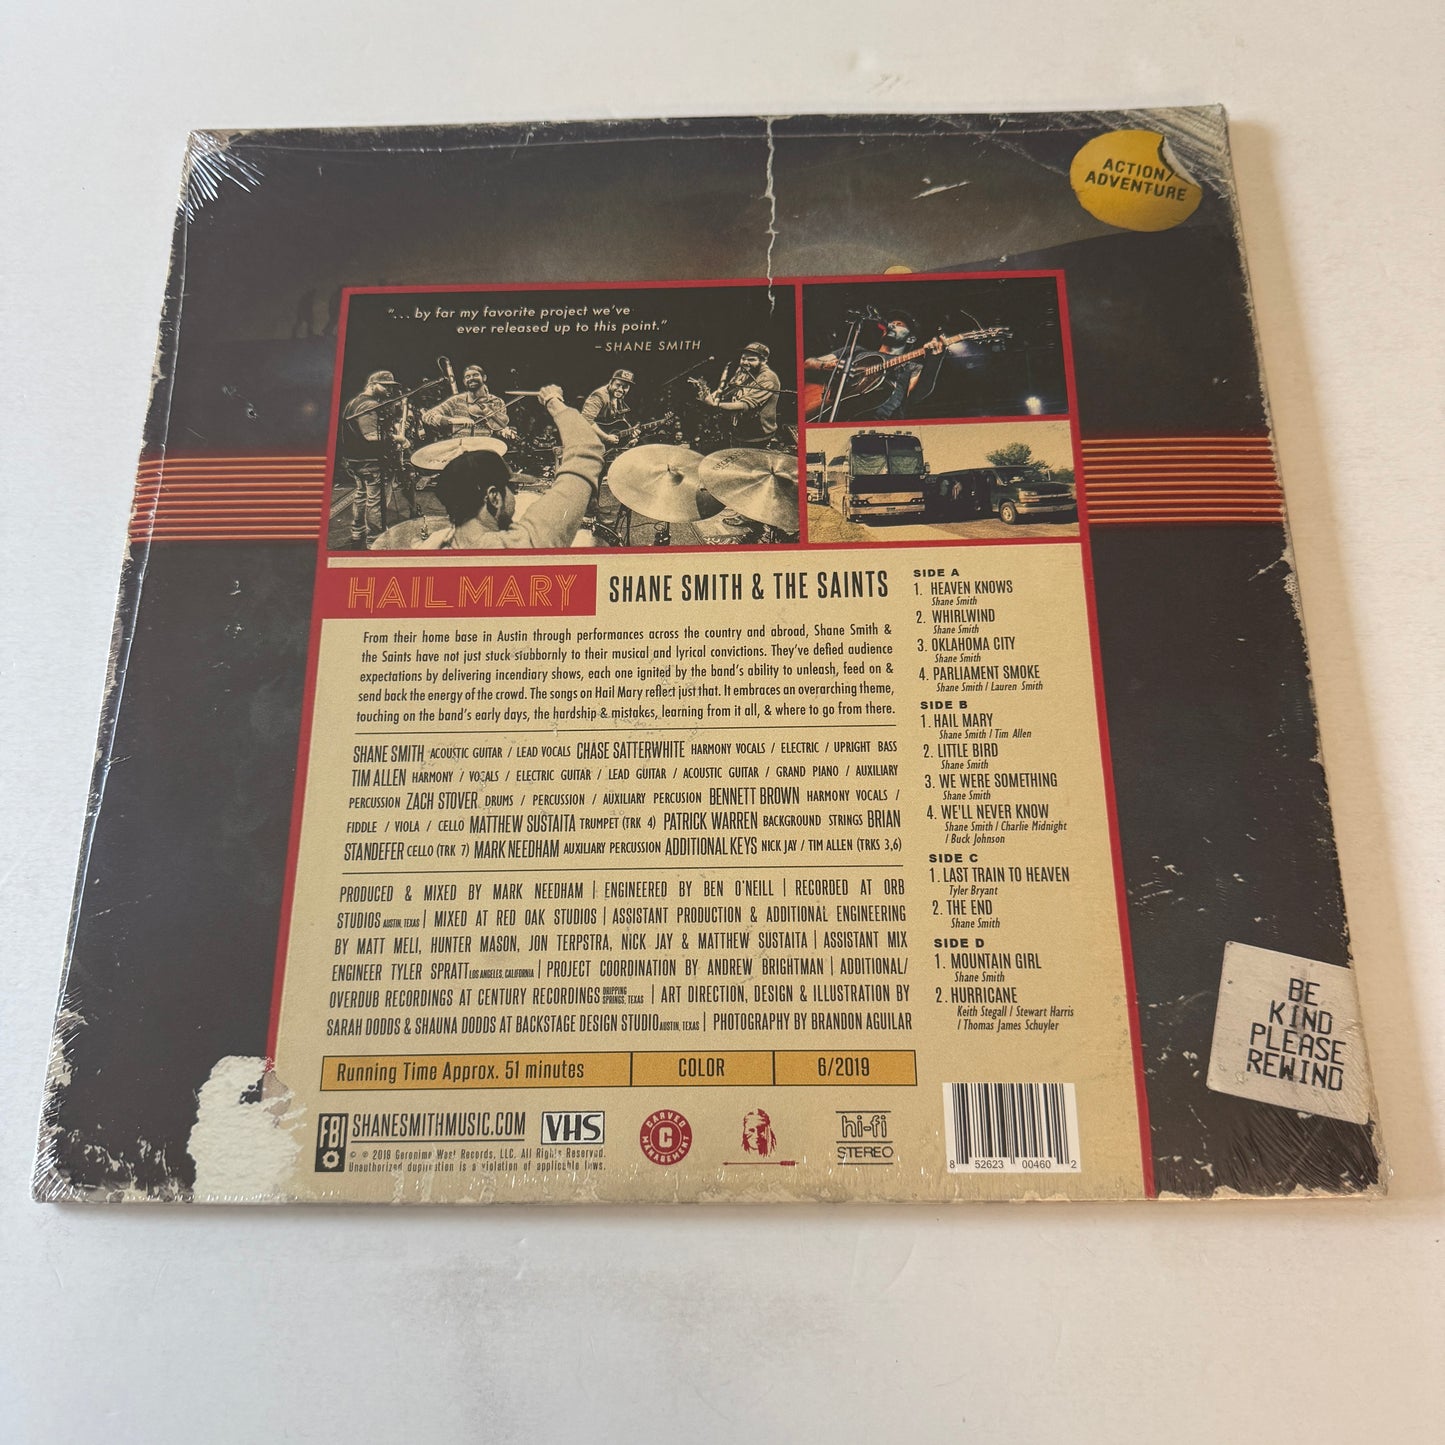 ACTION/
ADVENTURE
"...by far my favorite project we've
ever released up to this point."
- SHANE SMITH
HAIL MARY
SHANE SMITH & THE SAINTS
From their home base in Austin through performances across the country and abroad, Shane Smith &
the Saints have not just stuck stubbornly to their musical and lyrical convictions. They've defied audience
expectations by delivering incendiary shows, each one ignited by the band's ability to unleash, feed on &
send back the energy of the crowd. The songs on Hail Mary reflect just that. It embraces an overarching theme,
touching on the band's early days, the hardship & mistakes, learning from it all, & where to go from there.
SHANE SMITH ACOUSTIC GUITAR / LEAD VOCALS CHASE SATTERWHITE HARMONY VOCALS / ELECTRIC / UPRIGHT BASS
TIM ALLEN HARMONY / VOCALS / ELECTRIC GUITAR / LEAD GUITAR / ACOUSTIC GUITAR / GRAND PIANO / AUXILIARY
PERCUSSION ZACH STOVER DRUMS / PERCUSSION / AUXILIARY PERCUSION BENNETT BROWN HARMONY VOCALS /
FIDDLE / VIOLA / CELLO MATTHEW SUSTAITA TRUMPET (TRK 4) PATRICK WARREN BACKGROUND STRINGS BRIAN
STANDEFER CELLO (TRK 7) MARK NEEDHAM AUXILIARY PERCUSSION ADDITIONAL KEYS NICK JAY / TIM ALLEN (TRKS 3,6)
PRODUCED & MIXED BY MARK NEEDHAM | ENGINEERED BY BEN O'NEILL | RECORDED AT ORB
STUDIOS AUSTIN, TEXAS | MIXED AT RED OAK STUDIOS | ASSISTANT PRODUCTION & ADDITIONAL ENGINEERING
BY MATT MELI, HUNTER MASON, JON TERPSTRA, NICK JAY & MATTHEW SUSTAITA | ASSISTANT MIX
ENGINEER TYLER SPRATT LOS ANGELES, CALIFORNIA | PROJECT COORDINATION BY ANDREW BRIGHTMAN | ADDITIONAL/
OVERDUB RECORDINGS AT CENTURY RECORDINGS DRIPPING SPRINGS, TEXAS | ART DIRECTION, DESIGN & ILLUSTRATION BY
SARAH DODDS & SHAUNA DODDS AT BACKSTAGE DESIGN STUDIO AUSTIN, TEXAS | PHOTOGRAPHY BY BRANDON AGUILAR
Running Time Approx. 51 minutes
COLOR
6/2019
SIDE A
1. HEAVEN KNOWS
Shane Smith
2. WHIRLWIND
Shane Smith
3. OKLAHOMA CITY
Shane Smith
4. PARLIAMENT SMOKE
Shane Smith / Lauren Smith
SIDE B
1. HAIL MARY
Shane Smith / Tim Allen
2. LITTLE BIRD
Shane Smith
3. WE WERE SOMETHING
Shane Smith
4. WE'LL NEVER KNOW
Shane Smith / Charlie Midnight
/ Buck Johnson
SIDE C
1. LAST TRAIN TO HEAVEN
Tyler Bryant
2. THE END
Shane Smith
SIDE D
1. MOUNTAIN GIRL
Shane Smith
2. HURRICANE
Keith Stegall / Stewart Harris
/ Thomas James Schuyler
BE
KIND
PLEASE
REWIND
FBI
SHANESMITHMUSIC.COM
© ℗ 2019 Geronimo West Records, LLC. All Rights Reserved.
Unauthorized duplication is a violation of applicable laws.
VHS
CARVED
C
MANAGEMENT
hi-fi
STEREO
8 52623 00460 2